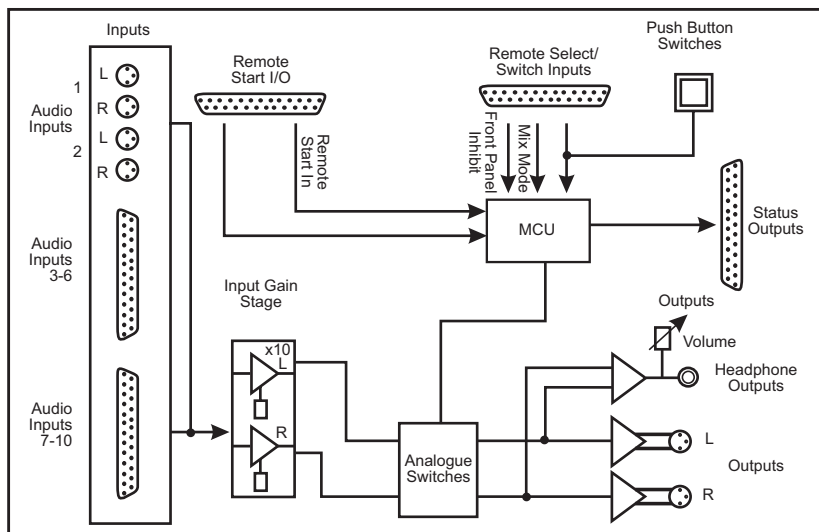 Inputs
1
L
Audio
Inputs
R
L
2
R
Audio
Inputs
3-6
Audio
Inputs
7-10
Remote
Start I/O
Remote
Start In
Remote Select/
Switch Inputs
Front Panel
Inhibit
Mix Mode
Push Button
Switches
MCU
Status
Outputs
Input Gain
Stage
x10
L
R
Analogue
Switches
Outputs
Volume
Headphone
Outputs
L
Outputs
R